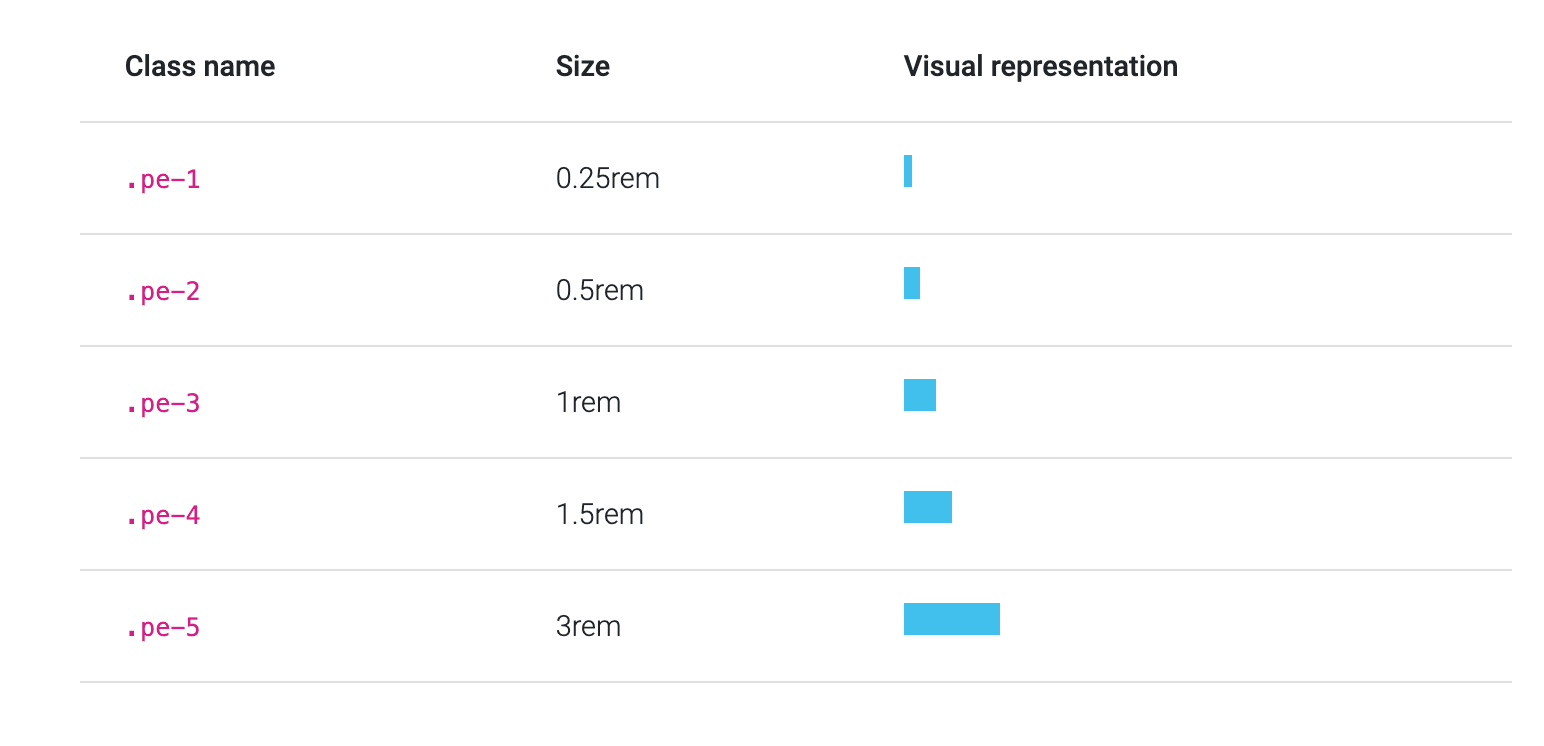 Class name Size Visual representation
.pe-1 0.25rem
.pe-2 0.5rem
.pe-3 1rem
.pe-4 1.5rem
.pe-5 3rem